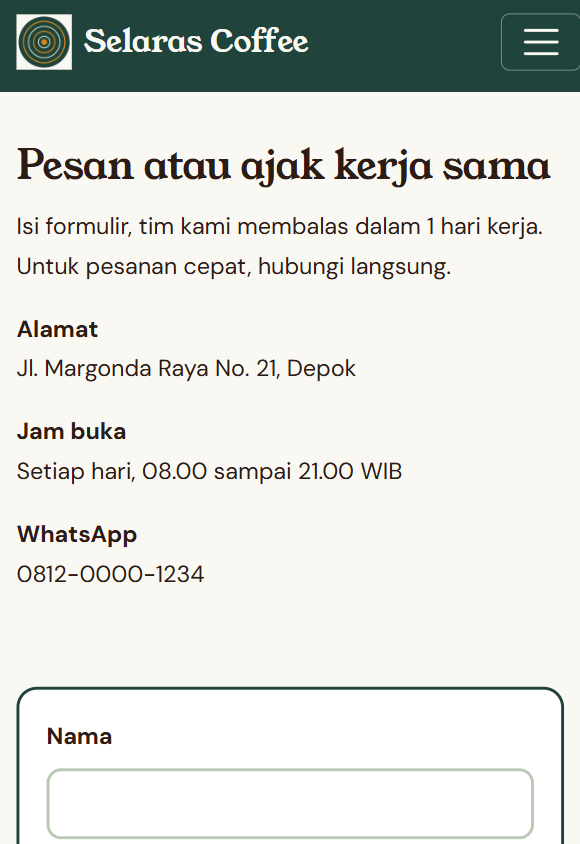 Selaras Coffee
Pesan atau ajak kerja sama
Isi formulir, tim kami membalas dalam 1 hari kerja.
Untuk pesanan cepat, hubungi langsung.
Alamat
Jl. Margonda Raya No. 21, Depok
Jam buka
Setiap hari, 08.00 sampai 21.00 WIB
WhatsApp
0812-0000-1234
Nama